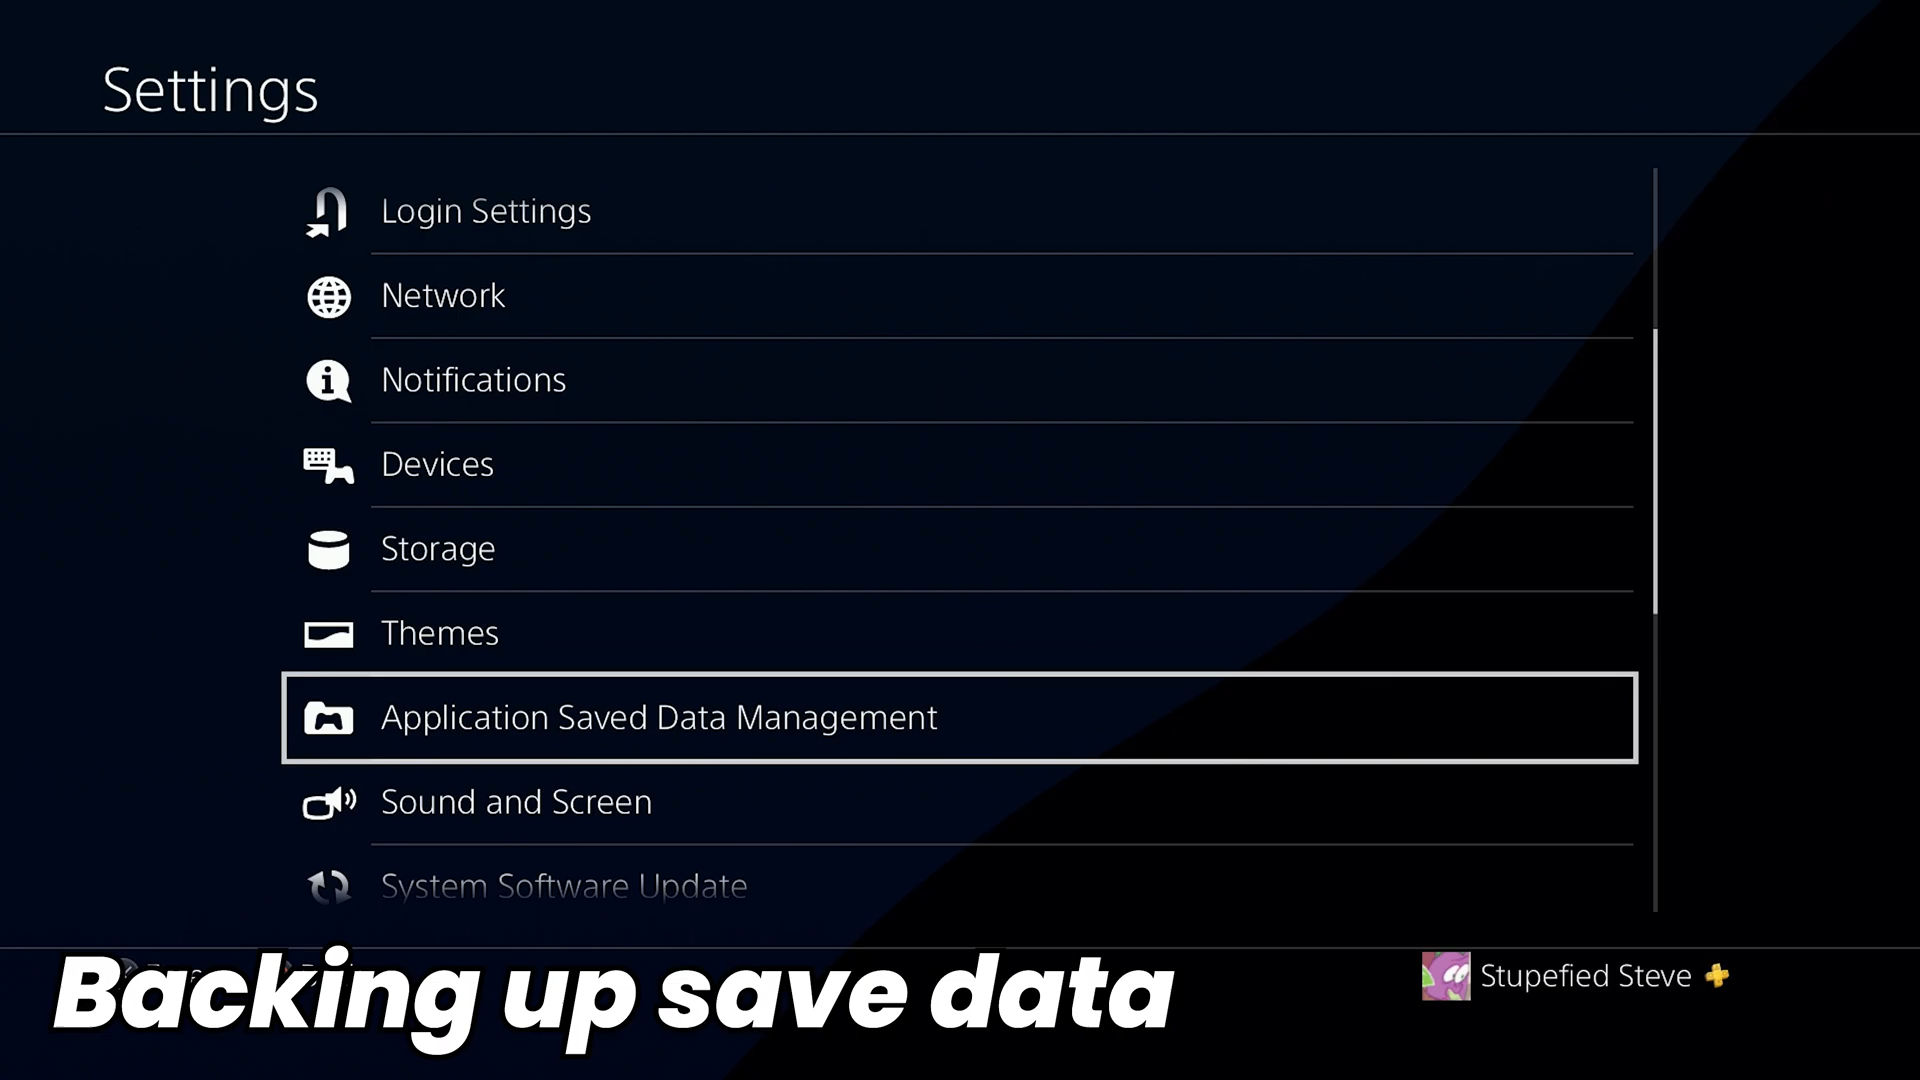 Settings
Login Settings
Network
Notifications
Devices
Storage
Themes
Application Saved Data Management
Sound and Screen
System Software Update
Backing up save data
Stupefied Steve